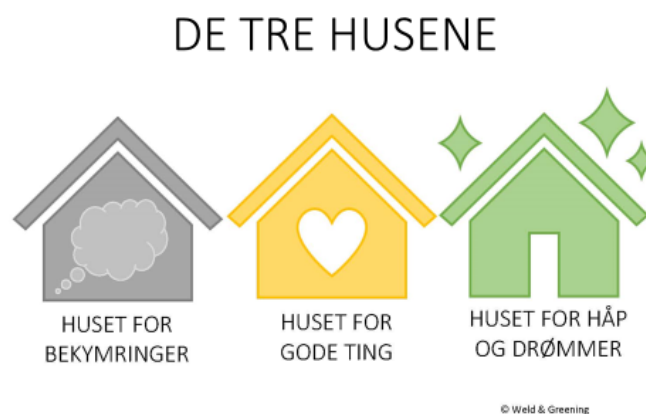 DE TRE HUSENE
HUSET FOR
BEKYMRINGER
HUSET FOR
GODE TING
HUSET FOR HÅP
OG DRØMMER
© Weld & Greening